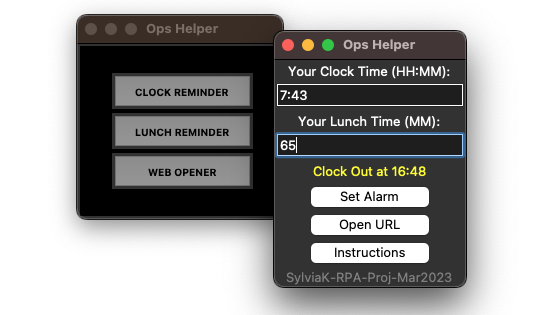 Ops Helper
CLOCK REMINDER
LUNCH REMINDER
WEB OPENER
Ops Helper
Your Clock Time (HH:MM):
7:43
Your Lunch Time (MM):
65
Clock Out at 16:48
Set Alarm
Open URL
Instructions
SylviaK-RPA-Proj-Mar2023